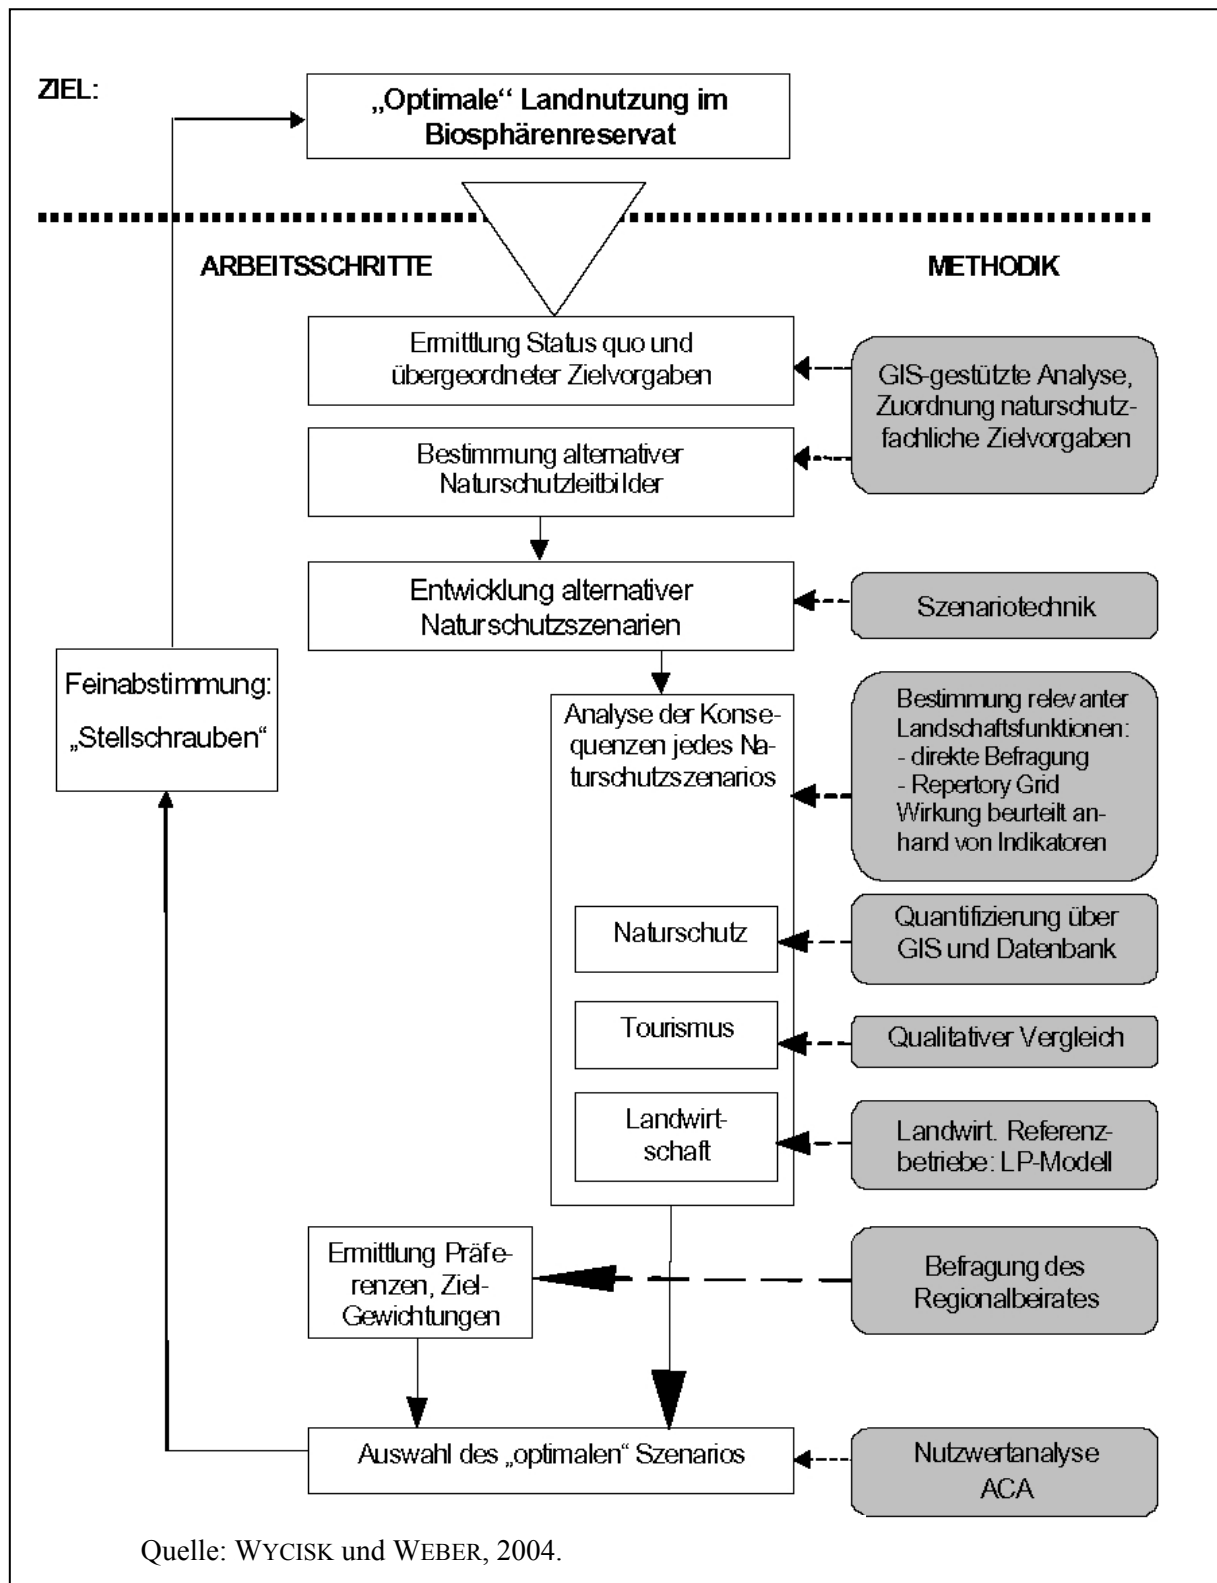 ZIEL:
„Optimale“ Landnutzung im
Biosphärenreservat
ARBEITSSCHRITTE
METHODIK
Ermittlung Status quo und
übergeordneter Zielvorgaben
GIS-gestützte Analyse,
Zuordnung naturschutz-
fachliche Zielvorgaben
Bestimmung alternativer
Naturschutzleitbilder
Entwicklung alternativer
Naturschutzszenarien
Szenariotechnik
Feinabstimmung:
„Stellschrauben“
Analyse der Konse-
quenzen jedes Na-
turschutzszenarios
Bestimmung relevanter
Landschaftsfunktionen:
- direkte Befragung
- Repertory Grid
Wirkung beurteilt an-
hand von Indikatoren
Naturschutz
Quantifizierung über
GIS und Datenbank
Tourismus
Qualitativer Vergleich
Landwirt-
schaft
Landwirt. Referenz-
betriebe: LP-Modell
Ermittlung Präfe-
renzen, Ziel-
Gewichtungen
Befragung des
Regionalbeirates
Auswahl des „optimalen“ Szenarios
Nutzwertanalyse
ACA
Quelle: WYCISK und WEBER, 2004.